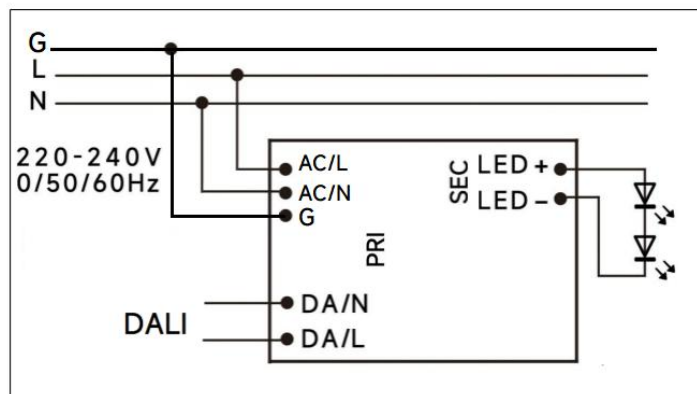 G
L
N
220-240V
0/50/60Hz
AC/L
AC/N
G
PRI
SEC
LED +
LED -
DALI
DA/N
DA/L